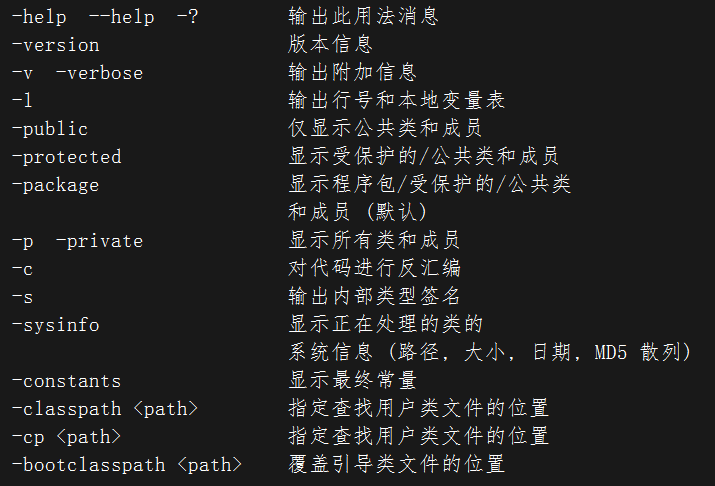 -help  --help  -?        输出此用法消息
-version                 版本信息
-v  -verbose             输出附加信息
-l                       输出行号和本地变量表
-public                  仅显示公共类和成员
-protected               显示受保护的/公共类和成员
-package                 显示程序包/受保护的/公共类
                         和成员 (默认)
-p  -private             显示所有类和成员
-c                       对代码进行反汇编
-s                       输出内部类型签名
-sysinfo                 显示正在处理的类的
                         系统信息 (路径, 大小, 日期, MD5 散列)
-constants               显示最终常量
-classpath <path>        指定查找用户类文件的位置
-cp <path>               指定查找用户类文件的位置
-bootclasspath <path>    覆盖引导类文件的位置